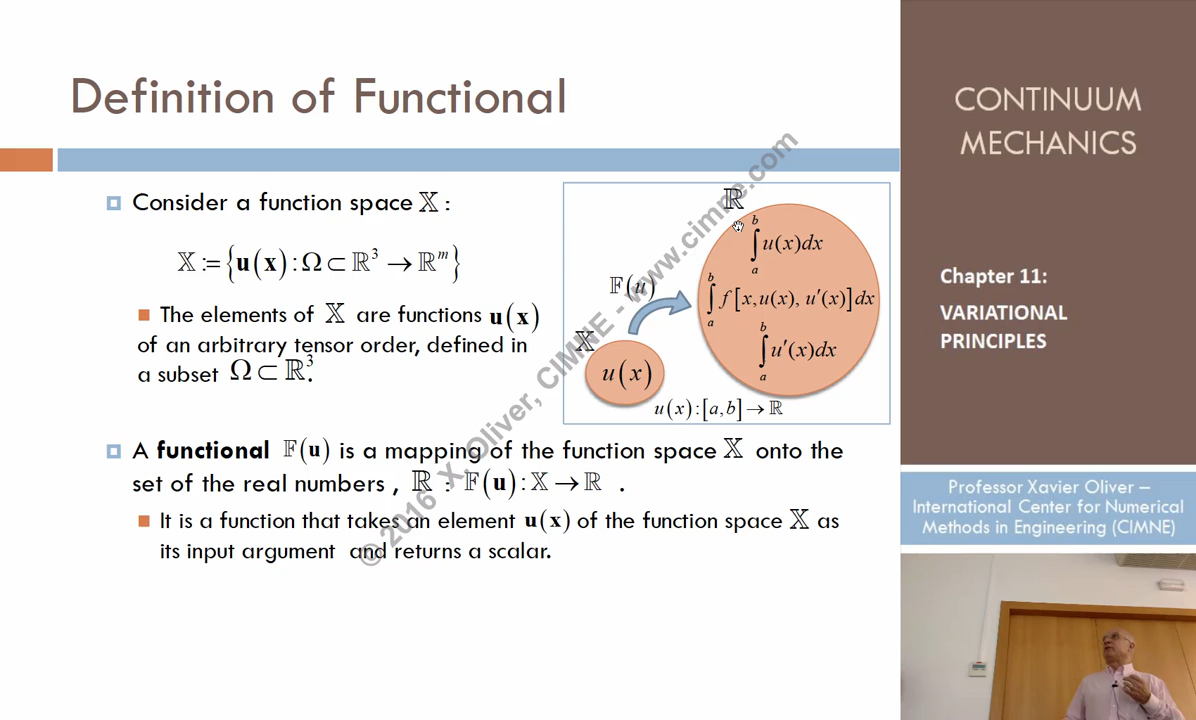 Definition of Functional
Consider a function space 𝕏 :
𝕏 := {u(x) : Ω ⊂ ℝ³ → ℝᵐ}
The elements of 𝕏 are functions u(x)
of an arbitrary tensor order, defined in
a subset Ω ⊂ ℝ³.
ℝ
∫ₐᵇ u(x)dx
𝔽(u)
∫ₐᵇ f[x,u(x), u′(x)]dx
𝕏
∫ₐᵇ u′(x)dx
u(x)
u(x):[a,b] → ℝ
A functional 𝔽(u) is a mapping of the function space 𝕏 onto the
set of the real numbers , ℝ : 𝔽(u) : 𝕏 → ℝ .
It is a function that takes an element u(x) of the function space 𝕏 as
its input argument and returns a scalar.
© 2016 X. Oliver, CIMNE - www.cimne.com
CONTINUUM
MECHANICS
Chapter 11:
VARIATIONAL
PRINCIPLES
Professor Xavier Oliver –
International Center for Numerical
Methods in Engineering (CIMNE)